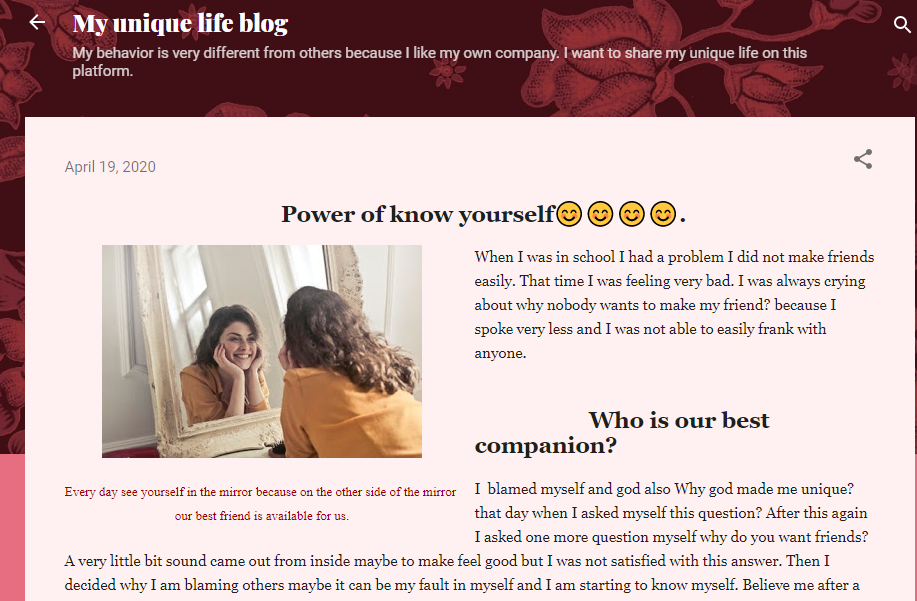 My unique life blog
My behavior is very different from others because I like my own company. I want to share my unique life on this
platform.
April 19, 2020
Power of know yourself😊😊😊😊.
When I was in school I had a problem I did not make friends
easily. That time I was feeling very bad. I was always crying
about why nobody wants to make my friend? because I
spoke very less and I was not able to easily frank with
anyone.
Who is our best
companion?
Every day see yourself in the mirror because on the other side of the mirror
our best friend is available for us.
I  blamed myself and god also Why god made me unique?
that day when I asked myself this question? After this again
I asked one more question myself why do you want friends?
A very little bit sound came out from inside maybe to make feel good but I was not satisfied with this answer. Then I
decided why I am blaming others maybe it can be my fault in myself and I am starting to know myself. Believe me after a